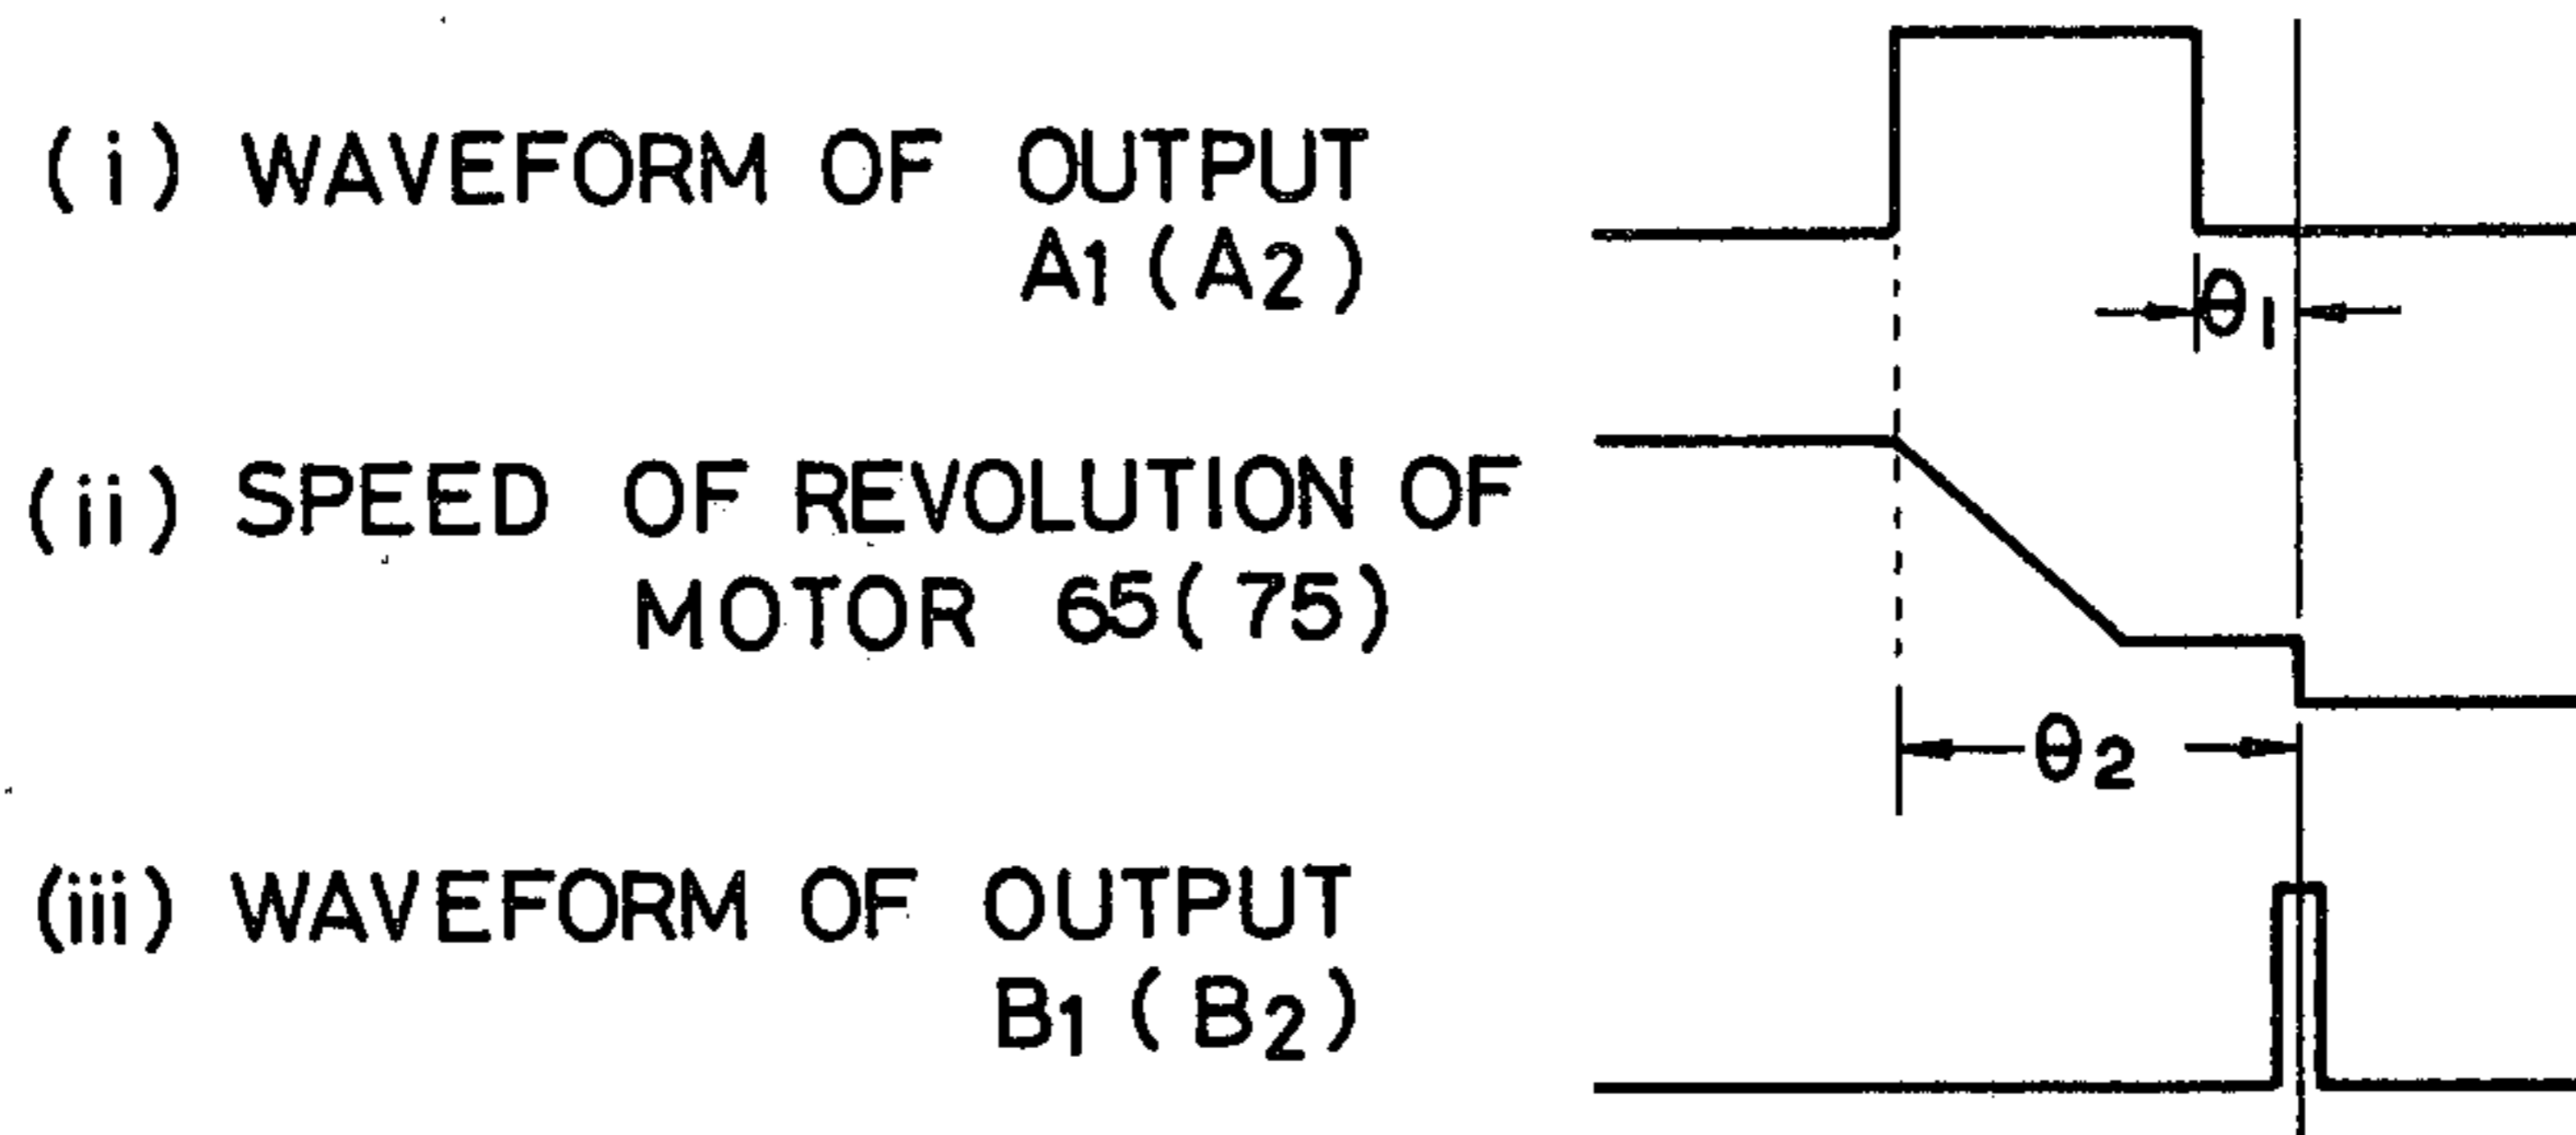 (i) WAVEFORM OF OUTPUT
A1 (A2)
θ1
(ii) SPEED OF REVOLUTION OF
MOTOR 65(75)
θ2
(iii) WAVEFORM OF OUTPUT
B1 (B2)